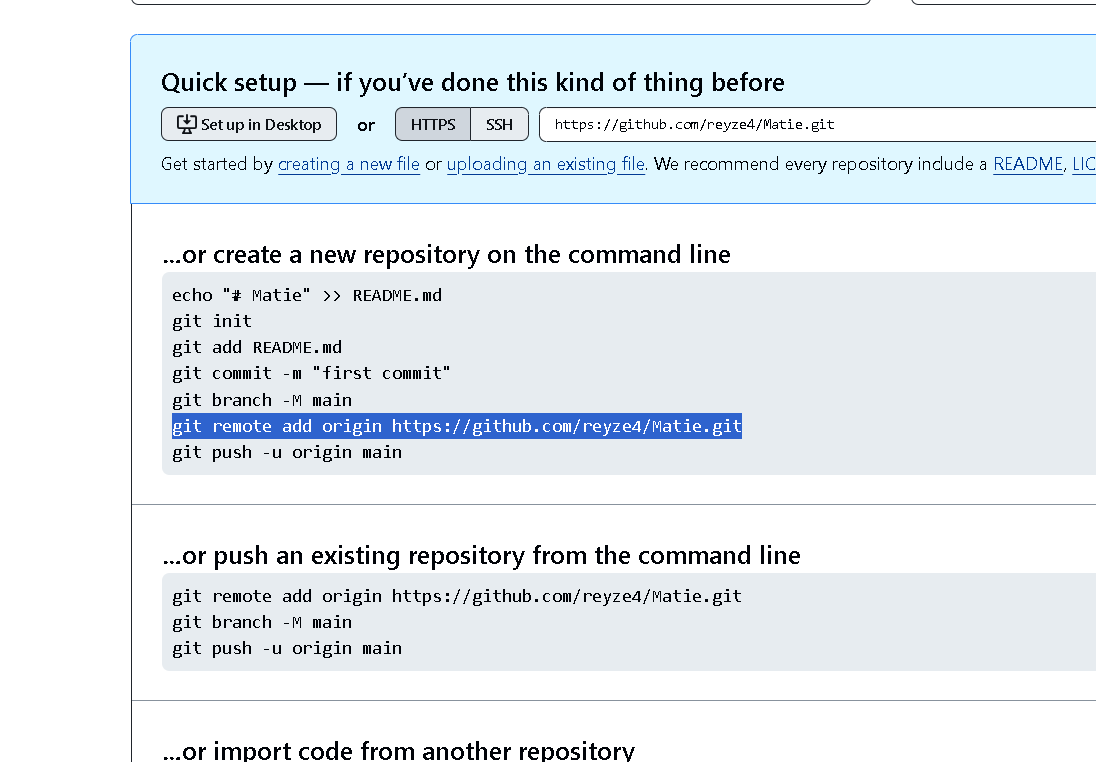 Quick setup — if you’ve done this kind of thing before
Set up in Desktop or HTTPS SSH https://github.com/reyze4/Matie.git
Get started by creating a new file or uploading an existing file. We recommend every repository include a README,
...or create a new repository on the command line
echo "# Matie" >> README.md
git init
git add README.md
git commit -m "first commit"
git branch -M main
git remote add origin https://github.com/reyze4/Matie.git
git push -u origin main
...or push an existing repository from the command line
git remote add origin https://github.com/reyze4/Matie.git
git branch -M main
git push -u origin main
...or import code from another repository